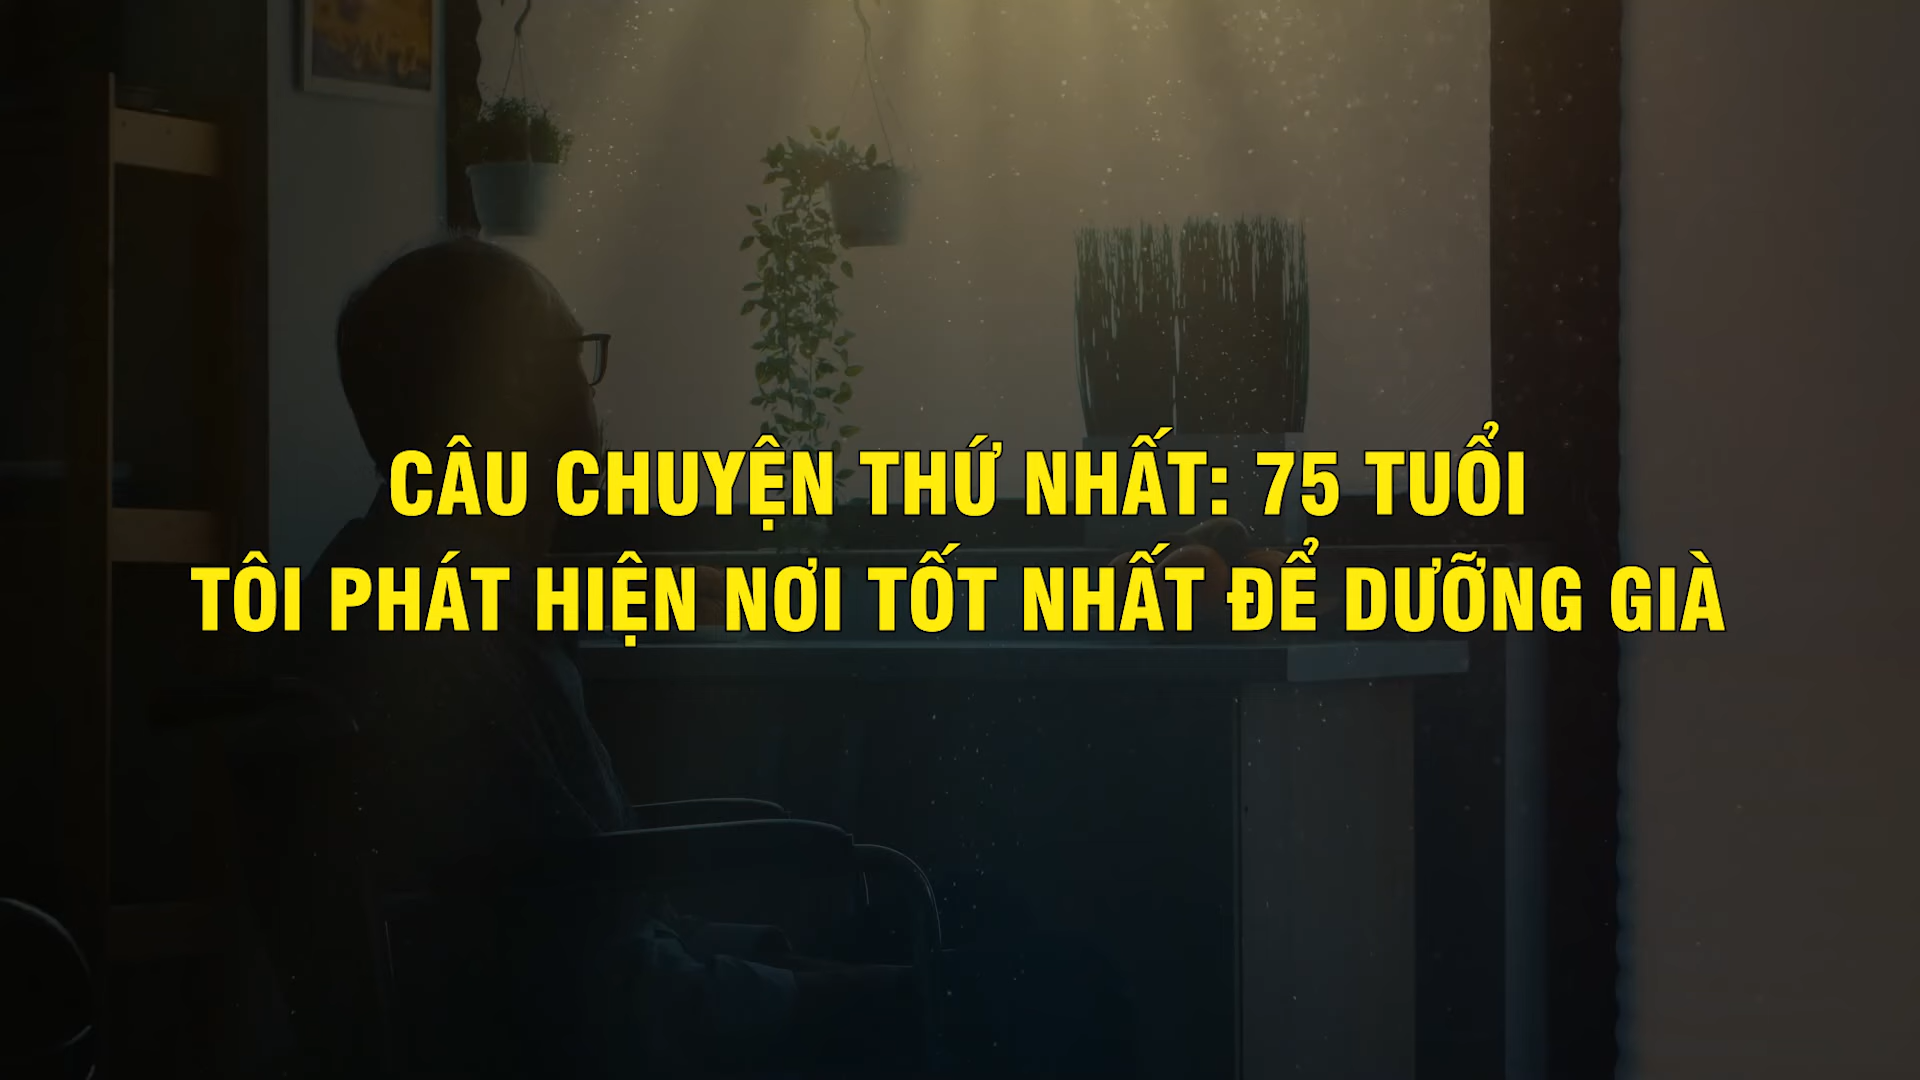 CÂU CHUYỆN THỨ NHẤT: 75 TUỔI
TÔI PHÁT HIỆN NƠI TỐT NHẤT ĐỂ DƯỠNG GIÀ